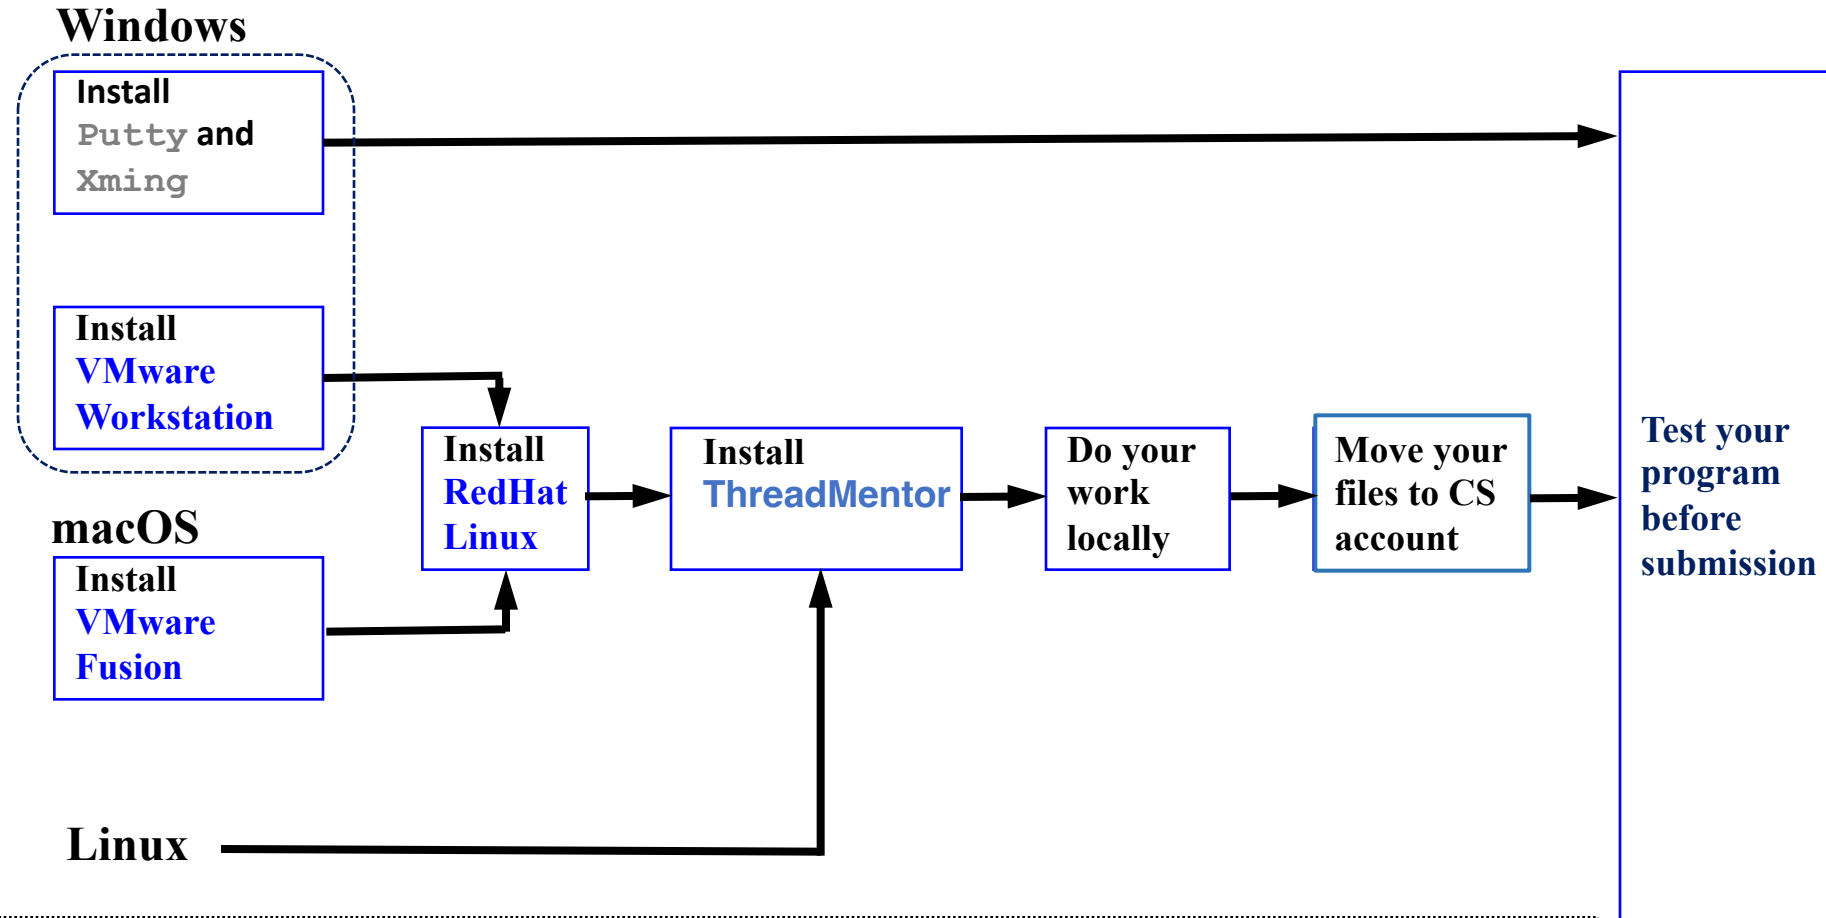 Windows
Install
Putty and
Xming
Install
VMware
Workstation
macOS
Install
VMware
Fusion
Linux
Install
RedHat
Linux
Install
ThreadMentor
Do your
work
locally
Move your
files to CS
account
Test your
program
before
submission